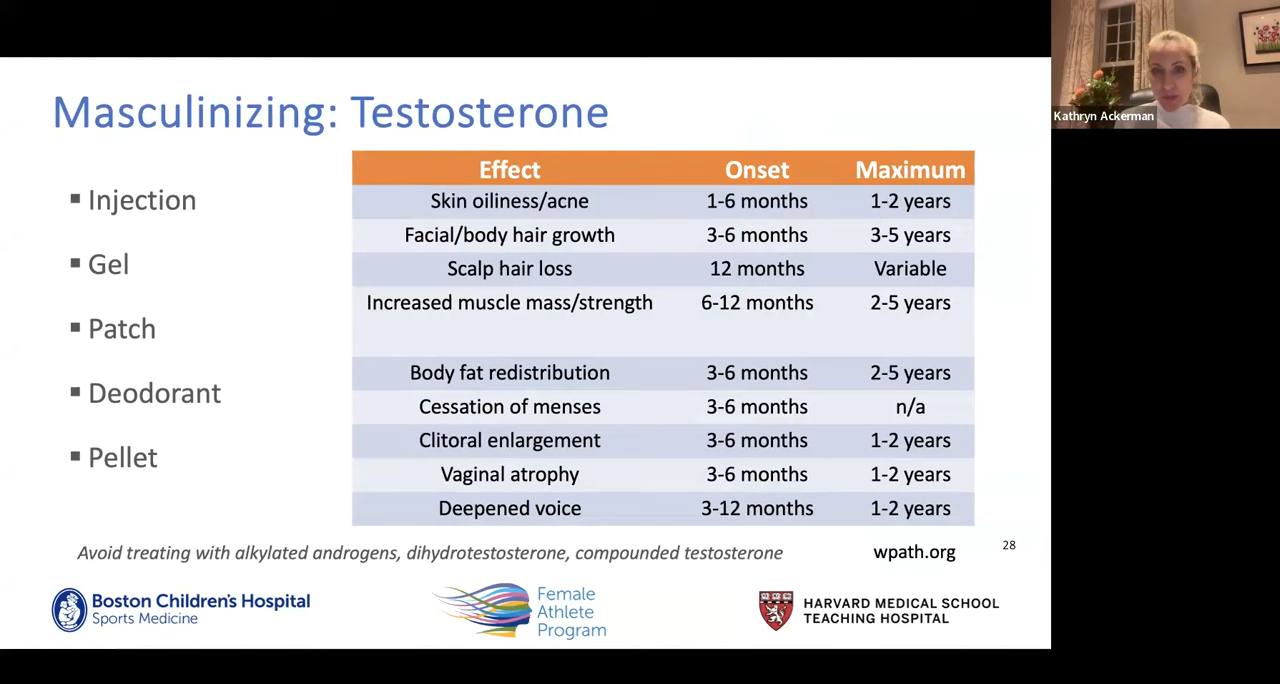 Masculinizing: Testosterone
Kathryn Ackerman
▪ Injection
▪ Gel
▪ Patch
▪ Deodorant
▪ Pellet
Effect Onset Maximum
Skin oiliness/acne 1-6 months 1-2 years
Facial/body hair growth 3-6 months 3-5 years
Scalp hair loss 12 months Variable
Increased muscle mass/strength 6-12 months 2-5 years
Body fat redistribution 3-6 months 2-5 years
Cessation of menses 3-6 months n/a
Clitoral enlargement 3-6 months 1-2 years
Vaginal atrophy 3-6 months 1-2 years
Deepened voice 3-12 months 1-2 years
Avoid treating with alkylated androgens, dihydrotestosterone, compounded testosterone
wpath.org
28
Boston Children's Hospital
Sports Medicine
Female
Athlete
Program
HARVARD MEDICAL SCHOOL
TEACHING HOSPITAL